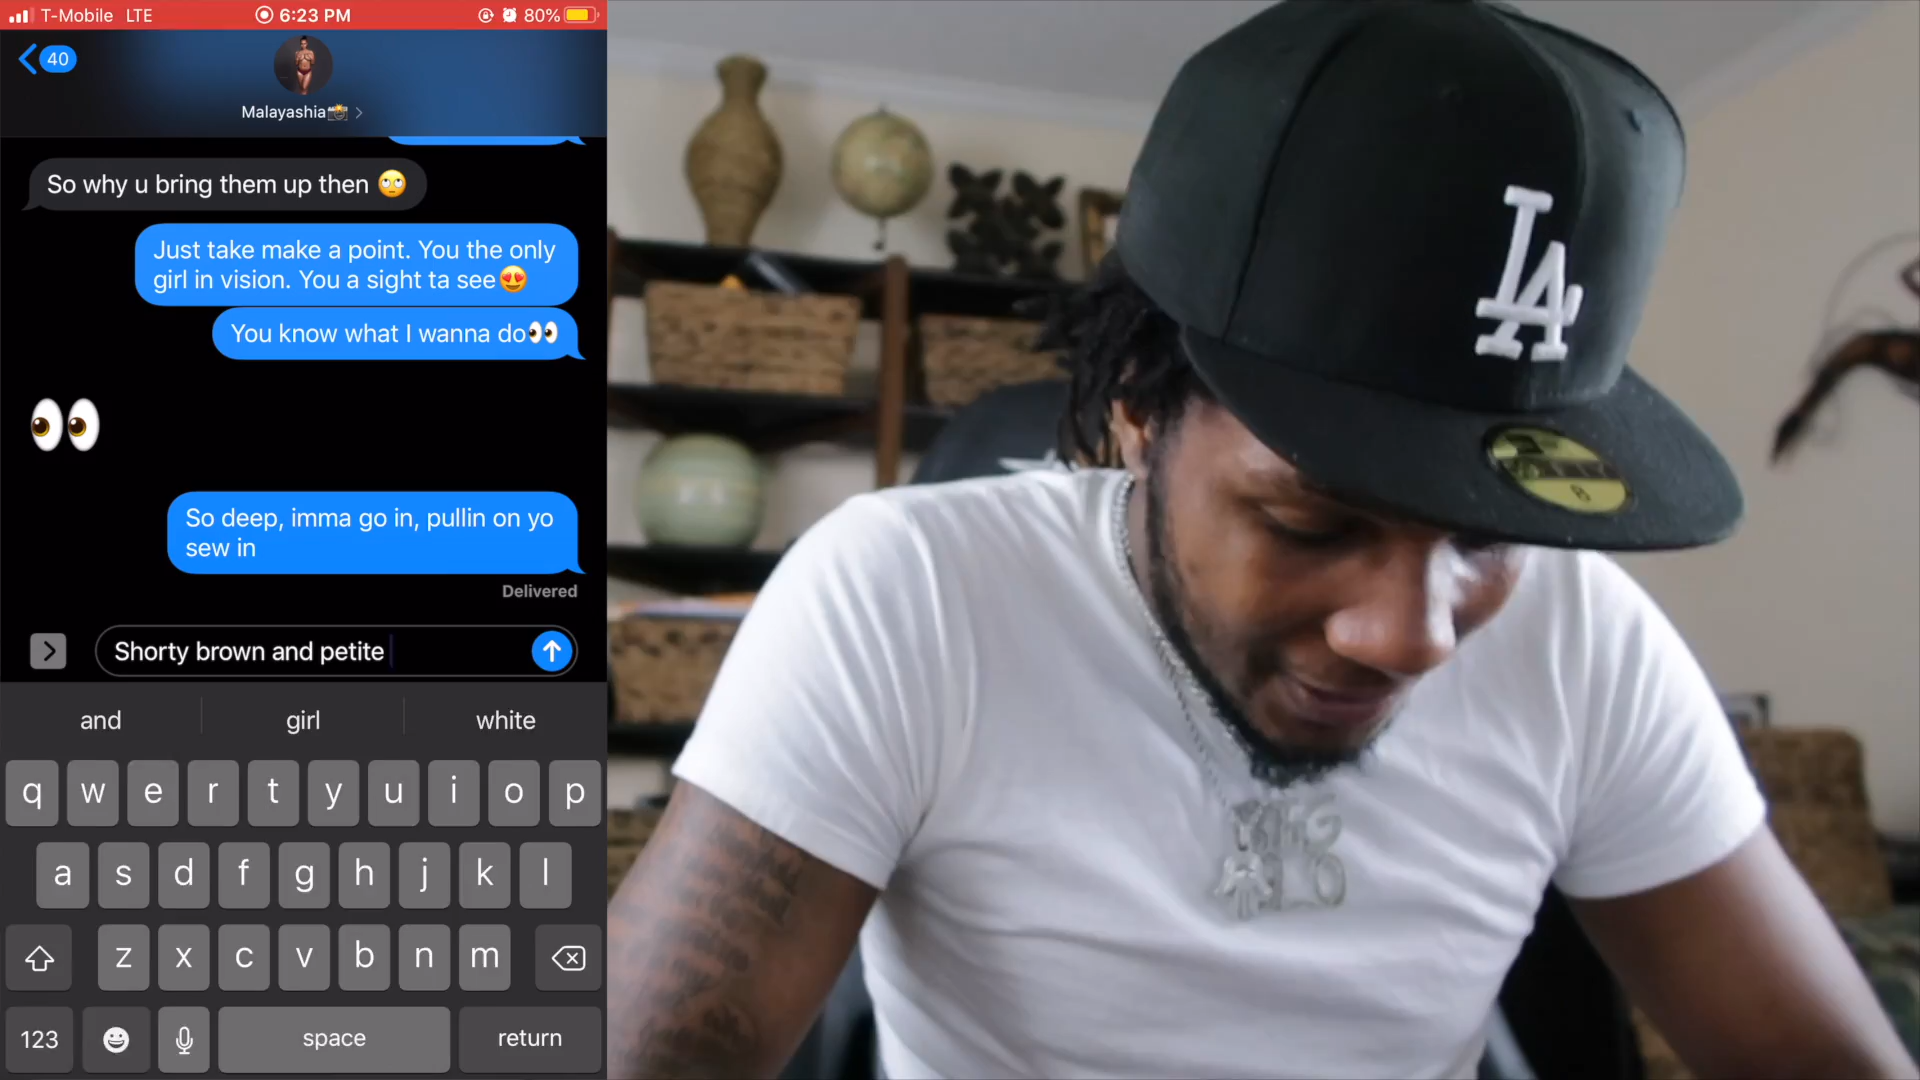 T-Mobile LTE 6:23 PM 80%
40
Malayashia📸 >
So why u bring them up then 🙄
Just take make a point. You the only
girl in vision. You a sight ta see😍
You know what I wanna do👀
👀
So deep, imma go in, pullin on yo
sew in
Delivered
Shorty brown and petite
and girl white
q w e r t y u i o p
a s d f g h j k l
z x c v b n m
123 space return
LA
8